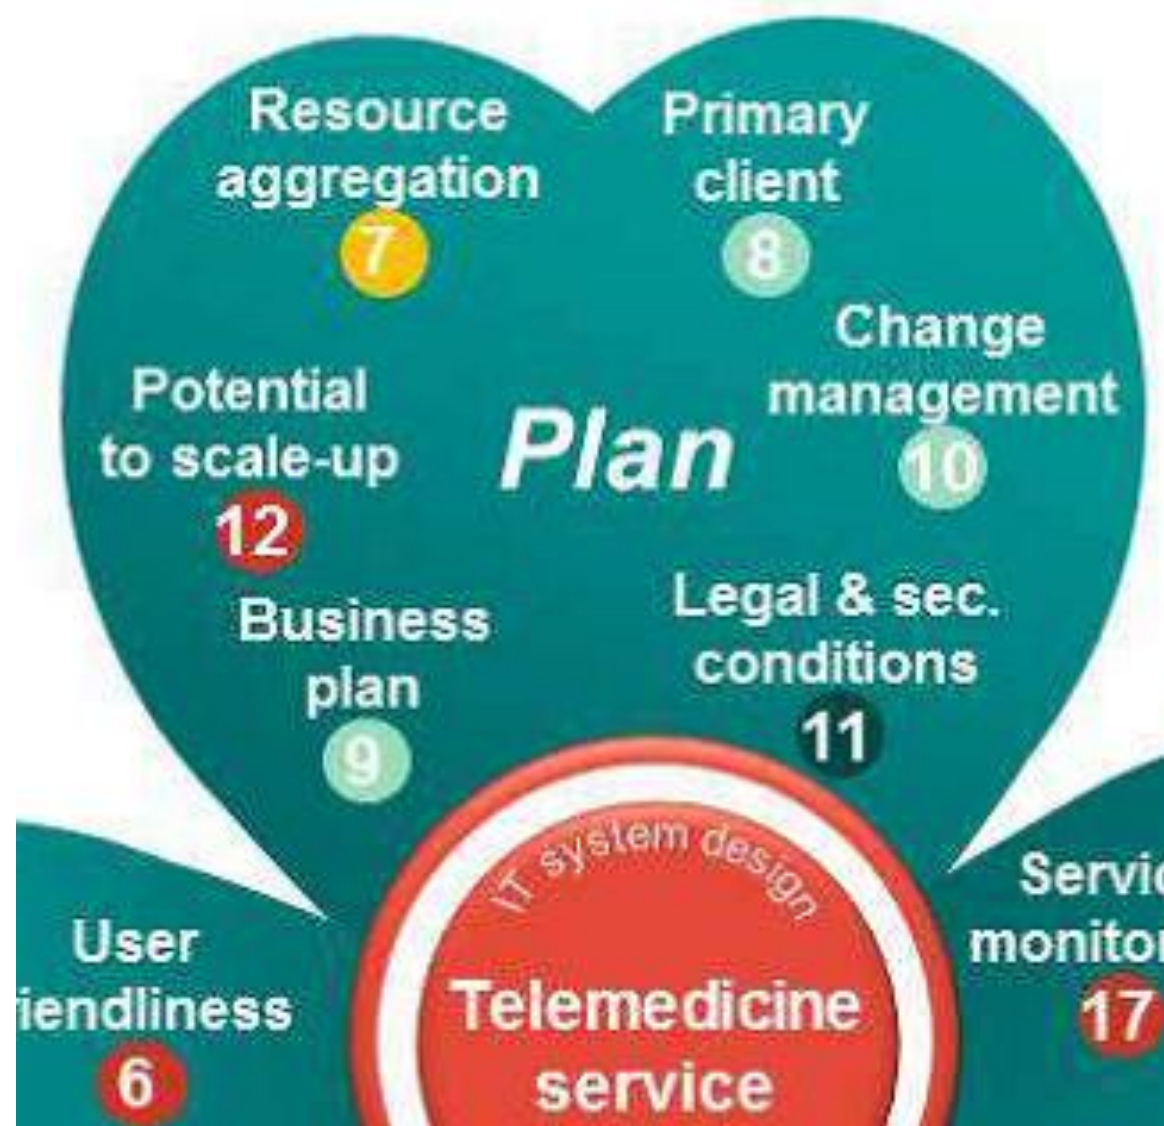 Resource
aggregation
7
Primary
client
8
Change
management
10
Potential
to scale-up
12
Plan
Business
plan
9
Legal & sec.
conditions
11
IT system design
Telemedicine
service
User
riendliness
6
Servic
monitor
17